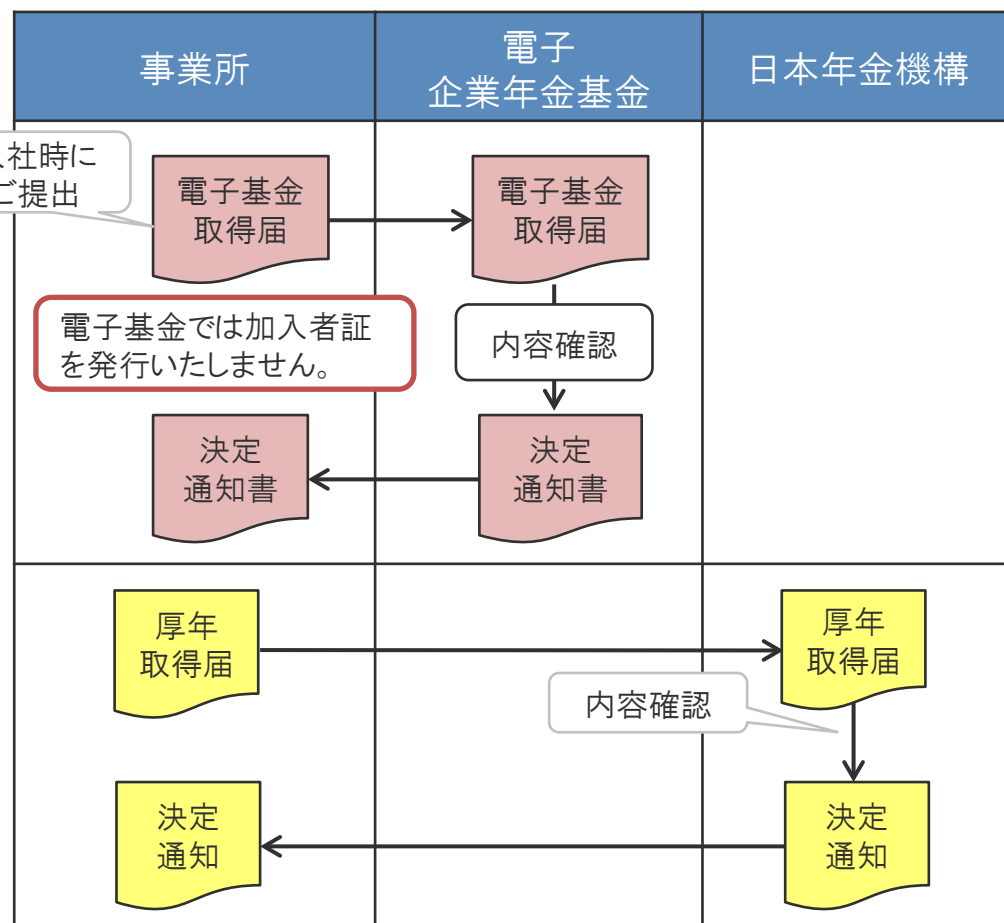 事業所
電子
企業年金基金
日本年金機構
入社時に
ご提出
電子基金
取得届
電子基金
取得届
電子基金では加入者証
を発行いたしません。
内容確認
決定
通知書
決定
通知書
厚年
取得届
厚年
取得届
内容確認
決定
通知
決定
通知